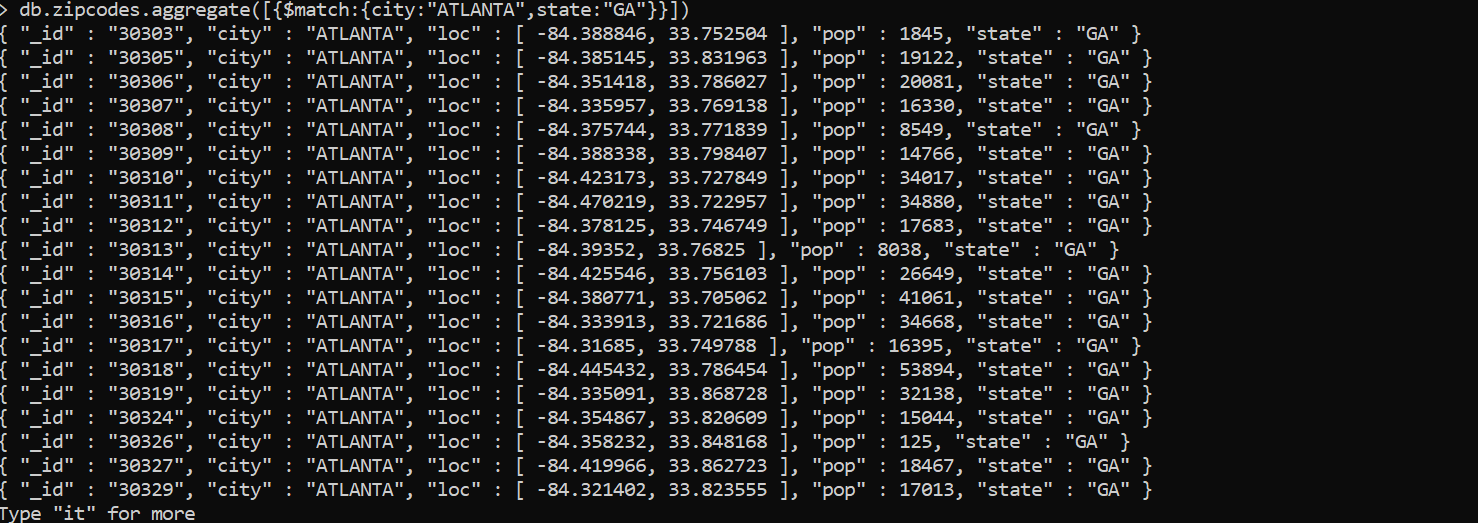 > db.zipcodes.aggregate([{$match:{city:"ATLANTA",state:"GA"}}])
{ "_id" : "30303", "city" : "ATLANTA", "loc" : [ -84.388846, 33.752504 ], "pop" : 1845, "state" : "GA" }
{ "_id" : "30305", "city" : "ATLANTA", "loc" : [ -84.385145, 33.831963 ], "pop" : 19122, "state" : "GA" }
{ "_id" : "30306", "city" : "ATLANTA", "loc" : [ -84.351418, 33.786027 ], "pop" : 20081, "state" : "GA" }
{ "_id" : "30307", "city" : "ATLANTA", "loc" : [ -84.335957, 33.769138 ], "pop" : 16330, "state" : "GA" }
{ "_id" : "30308", "city" : "ATLANTA", "loc" : [ -84.375744, 33.771839 ], "pop" : 8549, "state" : "GA" }
{ "_id" : "30309", "city" : "ATLANTA", "loc" : [ -84.388338, 33.798407 ], "pop" : 14766, "state" : "GA" }
{ "_id" : "30310", "city" : "ATLANTA", "loc" : [ -84.423173, 33.727849 ], "pop" : 34017, "state" : "GA" }
{ "_id" : "30311", "city" : "ATLANTA", "loc" : [ -84.470219, 33.722957 ], "pop" : 34880, "state" : "GA" }
{ "_id" : "30312", "city" : "ATLANTA", "loc" : [ -84.378125, 33.746749 ], "pop" : 17683, "state" : "GA" }
{ "_id" : "30313", "city" : "ATLANTA", "loc" : [ -84.39352, 33.76825 ], "pop" : 8038, "state" : "GA" }
{ "_id" : "30314", "city" : "ATLANTA", "loc" : [ -84.425546, 33.756103 ], "pop" : 26649, "state" : "GA" }
{ "_id" : "30315", "city" : "ATLANTA", "loc" : [ -84.380771, 33.705062 ], "pop" : 41061, "state" : "GA" }
{ "_id" : "30316", "city" : "ATLANTA", "loc" : [ -84.333913, 33.721686 ], "pop" : 34668, "state" : "GA" }
{ "_id" : "30317", "city" : "ATLANTA", "loc" : [ -84.31685, 33.749788 ], "pop" : 16395, "state" : "GA" }
{ "_id" : "30318", "city" : "ATLANTA", "loc" : [ -84.445432, 33.786454 ], "pop" : 53894, "state" : "GA" }
{ "_id" : "30319", "city" : "ATLANTA", "loc" : [ -84.335091, 33.868728 ], "pop" : 32138, "state" : "GA" }
{ "_id" : "30324", "city" : "ATLANTA", "loc" : [ -84.354867, 33.820609 ], "pop" : 15044, "state" : "GA" }
{ "_id" : "30326", "city" : "ATLANTA", "loc" : [ -84.358232, 33.848168 ], "pop" : 125, "state" : "GA" }
{ "_id" : "30327", "city" : "ATLANTA", "loc" : [ -84.419966, 33.862723 ], "pop" : 18467, "state" : "GA" }
{ "_id" : "30329", "city" : "ATLANTA", "loc" : [ -84.321402, 33.823555 ], "pop" : 17013, "state" : "GA" }
Type "it" for more